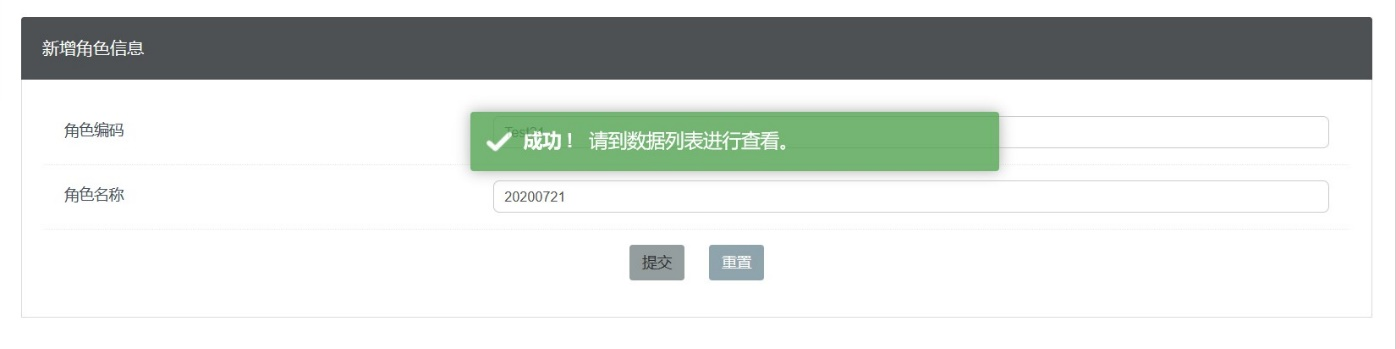 新增角色信息
角色编码
成功！ 请到数据列表进行查看。
角色名称
20200721
提交
重置